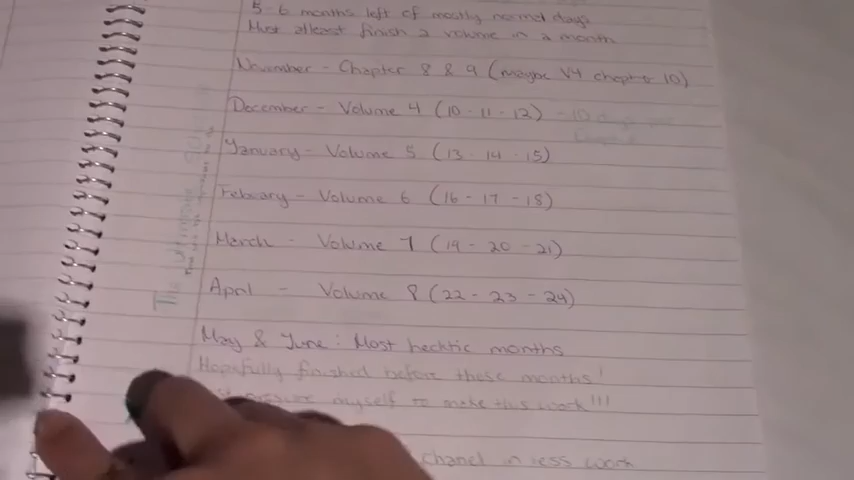 5-6 months left of mostly normal days
Must atleast finish a volume in a month
November - Chapter 8 & 9 (maybe V4 chapter 10)
December - Volume 4 (10 - 11 - 12)
Yanuary - Volume 5 (13 - 14 - 15)
Febuary - Volume 6 (16 - 17 - 18)
March - Volume 7 (19 - 20 - 21)
April - Volume 8 (22 - 23 - 24)
May & Yune: Most hecktic months
Hopefully finished before these months!
myself to make this work!!!
chanel in less work